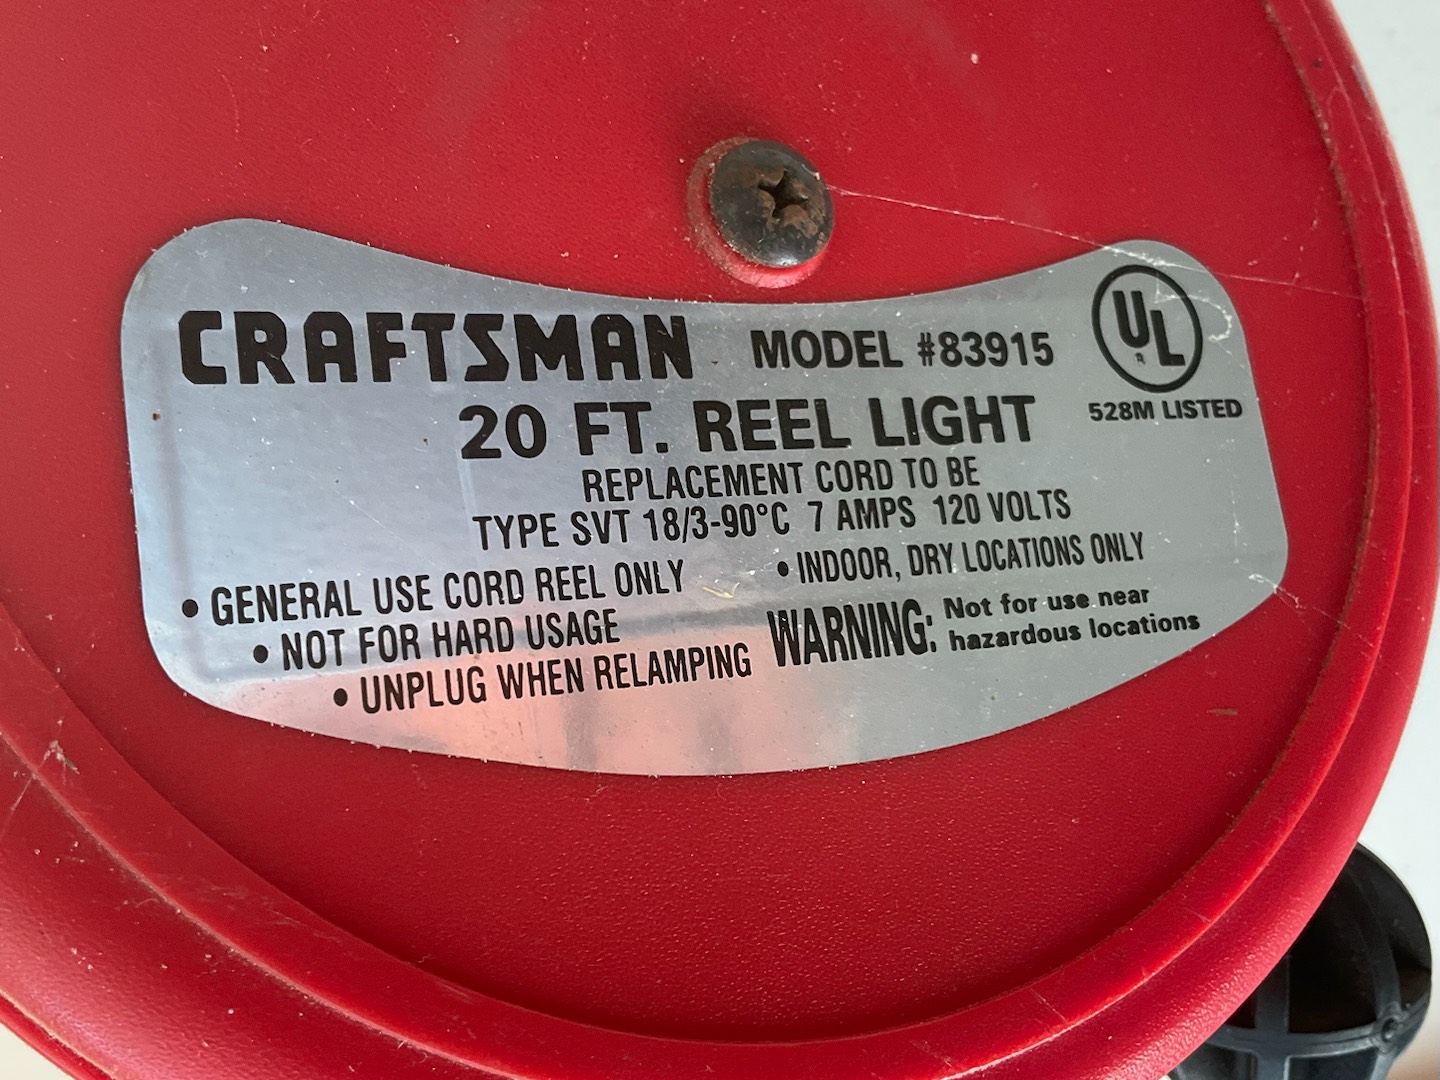 CRAFTSMAN MODEL #83915
UL
R
528M LISTED
20 FT. REEL LIGHT
REPLACEMENT CORD TO BE
TYPE SVT 18/3-90°C 7 AMPS 120 VOLTS
• GENERAL USE CORD REEL ONLY
• INDOOR, DRY LOCATIONS ONLY
• NOT FOR HARD USAGE
• UNPLUG WHEN RELAMPING
WARNING: Not for use near
hazardous locations